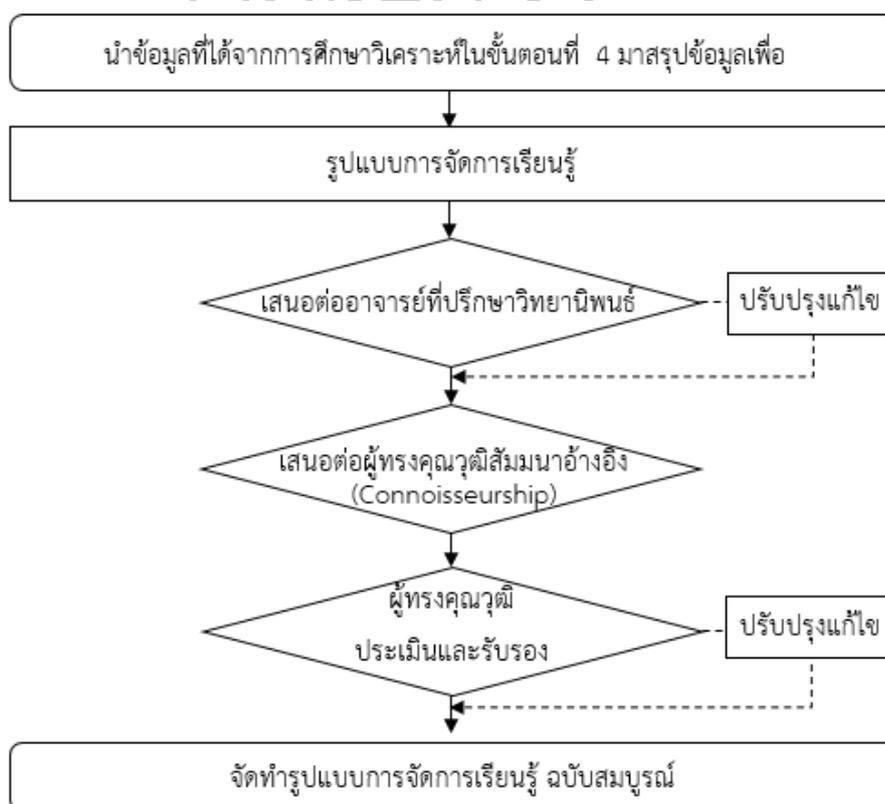 นำข้อมูลที่ได้จากการศึกษาวิเคราะห์ในขั้นตอนที่ 4 มาสรุปข้อมูลเพื่อ
รูปแบบการจัดการเรียนรู้
เสนอต่ออาจารย์ที่ปรึกษาวิทยานิพนธ์
ปรับปรุงแก้ไข
เสนอต่อผู้ทรงคุณวุฒิสัมมนาอ้างอิง
(Connoisseurship)
ผู้ทรงคุณวุฒิ
ประเมินและรับรอง
ปรับปรุงแก้ไข
จัดทำรูปแบบการจัดการเรียนรู้ ฉบับสมบูรณ์